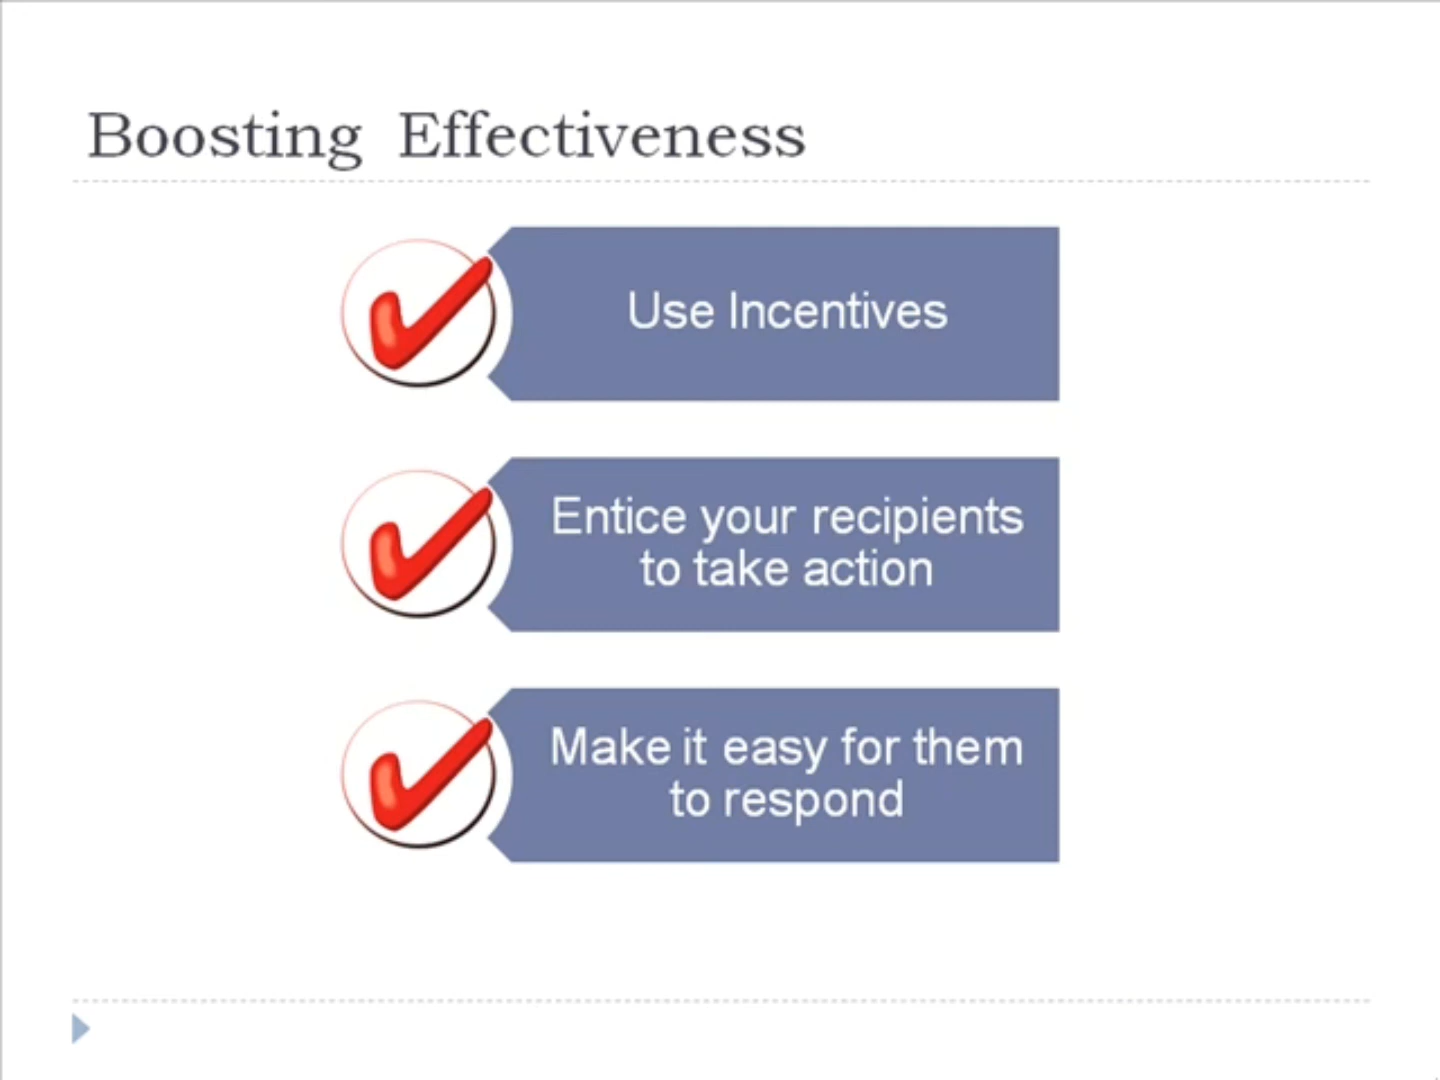 Boosting Effectiveness
Use Incentives
Entice your recipients
to take action
Make it easy for them
to respond